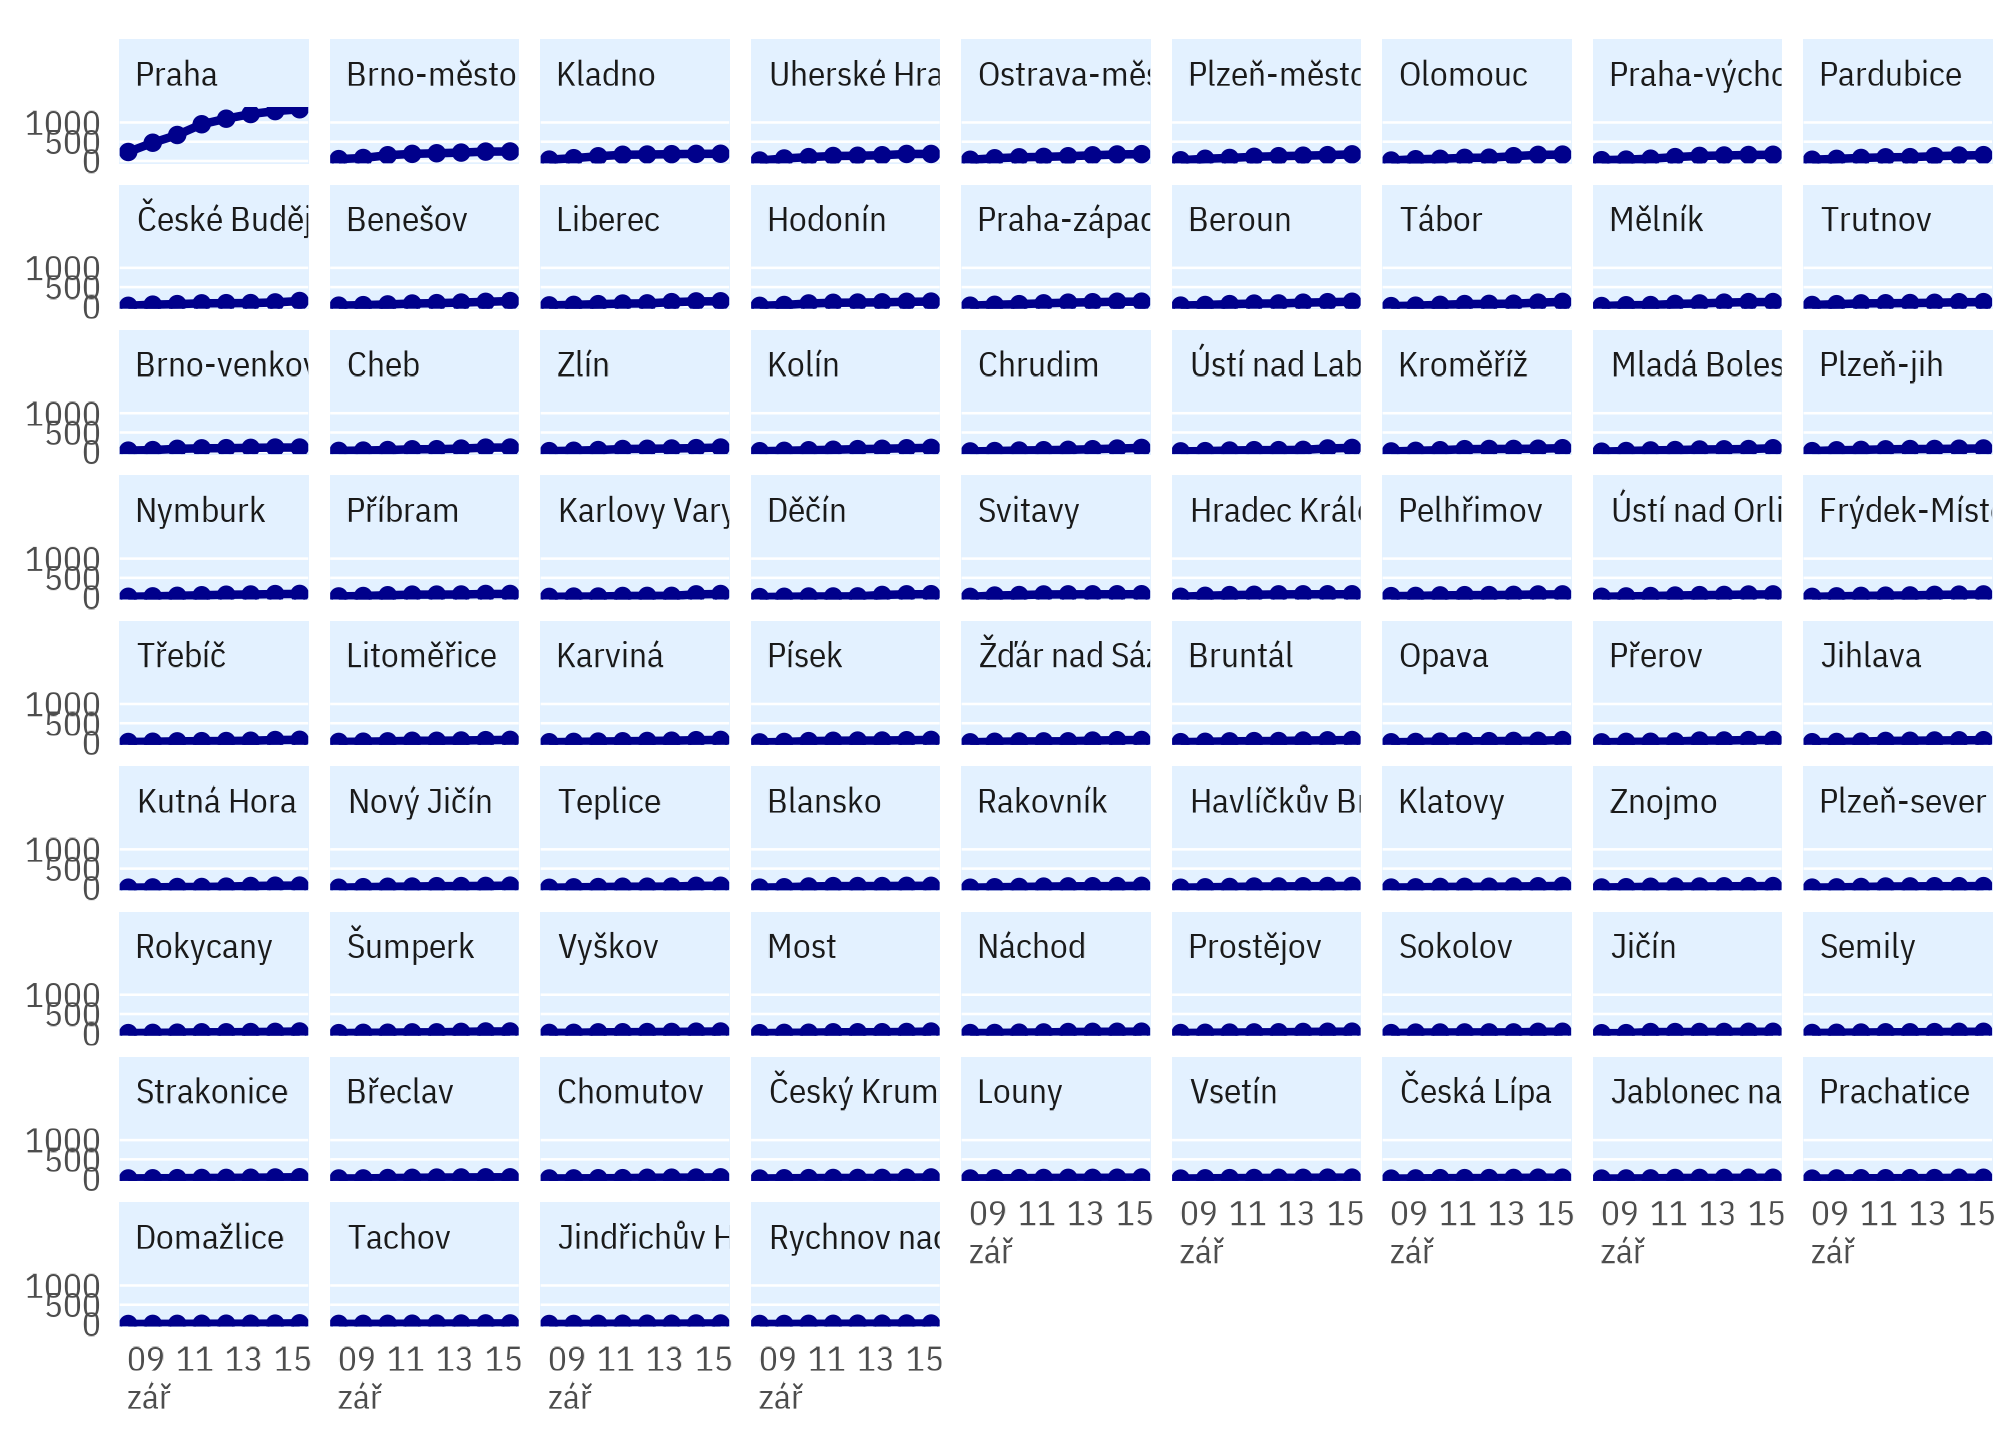 Praha Brno-město Kladno Uherské Hra Ostrava-měs Plzeň-město Olomouc Praha-výcho Pardubice
1000
500
0
České Buděj Benešov Liberec Hodonín Praha-západ Beroun Tábor Mělník Trutnov
1000
500
0
Brno-venkov Cheb Zlín Kolín Chrudim Ústí nad Lab Kroměříž Mladá Boles Plzeň-jih
1000
500
0
Nymburk Příbram Karlovy Vary Děčín Svitavy Hradec Králo Pelhřimov Ústí nad Orli Frýdek-Míste
1000
500
0
Třebíč Litoměřice Karviná Písek Žďár nad Sáz Bruntál Opava Přerov Jihlava
1000
500
0
Kutná Hora Nový Jičín Teplice Blansko Rakovník Havlíčkův Br Klatovy Znojmo Plzeň-sever
1000
500
0
Rokycany Šumperk Vyškov Most Náchod Prostějov Sokolov Jičín Semily
1000
500
0
Strakonice Břeclav Chomutov Český Krum Louny Vsetín Česká Lípa Jablonec na Prachatice
1000
500
0
09 11 13 15 09 11 13 15 09 11 13 15 09 11 13 15 09 11 13 15
zář zář zář zář zář
Domažlice Tachov Jindřichův H Rychnov nad
1000
500
0
09 11 13 15 09 11 13 15 09 11 13 15 09 11 13 15
zář zář zář zář